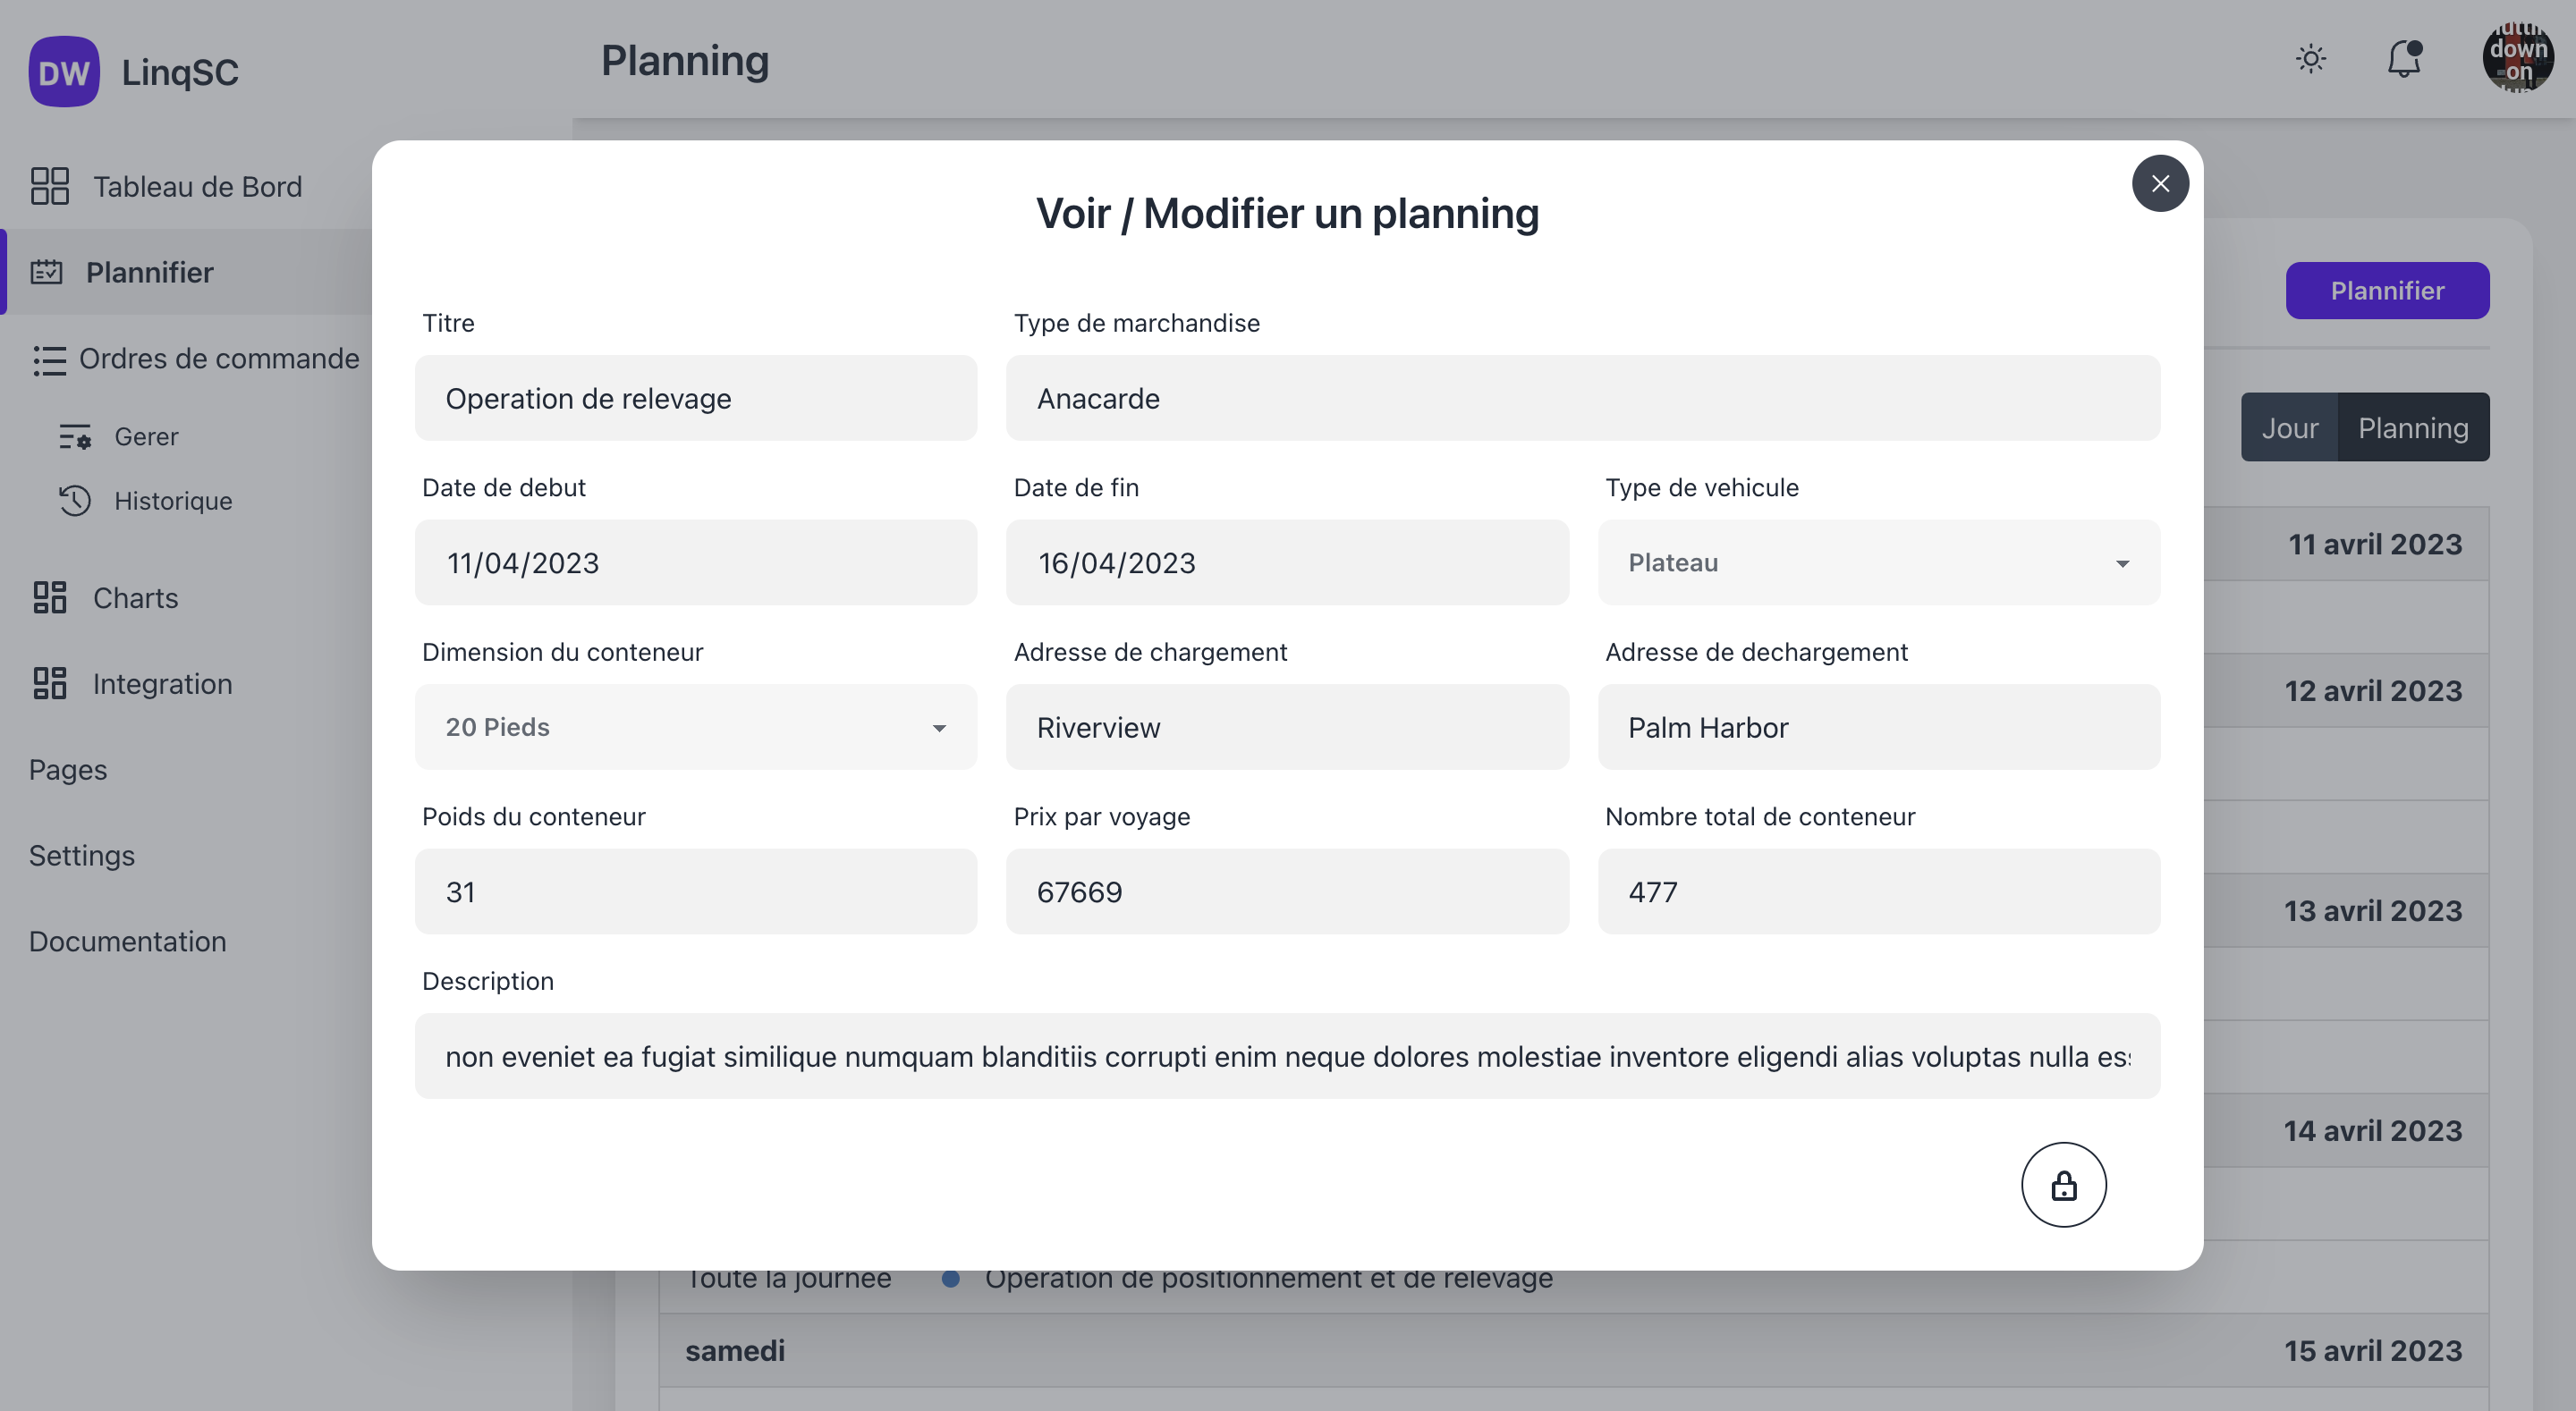 DW LinqSC
Planning
down
on
Tableau de Bord
Plannifier
Ordres de commande
Gerer
Historique
Charts
Integration
Pages
Settings
Documentation
Voir / Modifier un planning
Titre
Type de marchandise
Operation de relevage
Anacarde
Date de debut
Date de fin
Type de vehicule
11/04/2023
16/04/2023
Plateau
Dimension du conteneur
Adresse de chargement
Adresse de dechargement
20 Pieds
Riverview
Palm Harbor
Poids du conteneur
Prix par voyage
Nombre total de conteneur
31
67669
477
Description
non eveniet ea fugiat similique numquam blanditiis corrupti enim neque dolores molestiae inventore eligendi alias voluptas nulla
Plannifier
Jour
Planning
11 avril 2023
12 avril 2023
13 avril 2023
14 avril 2023
Toute la journée
Operation de positionnement et de relevage
samedi
15 avril 2023